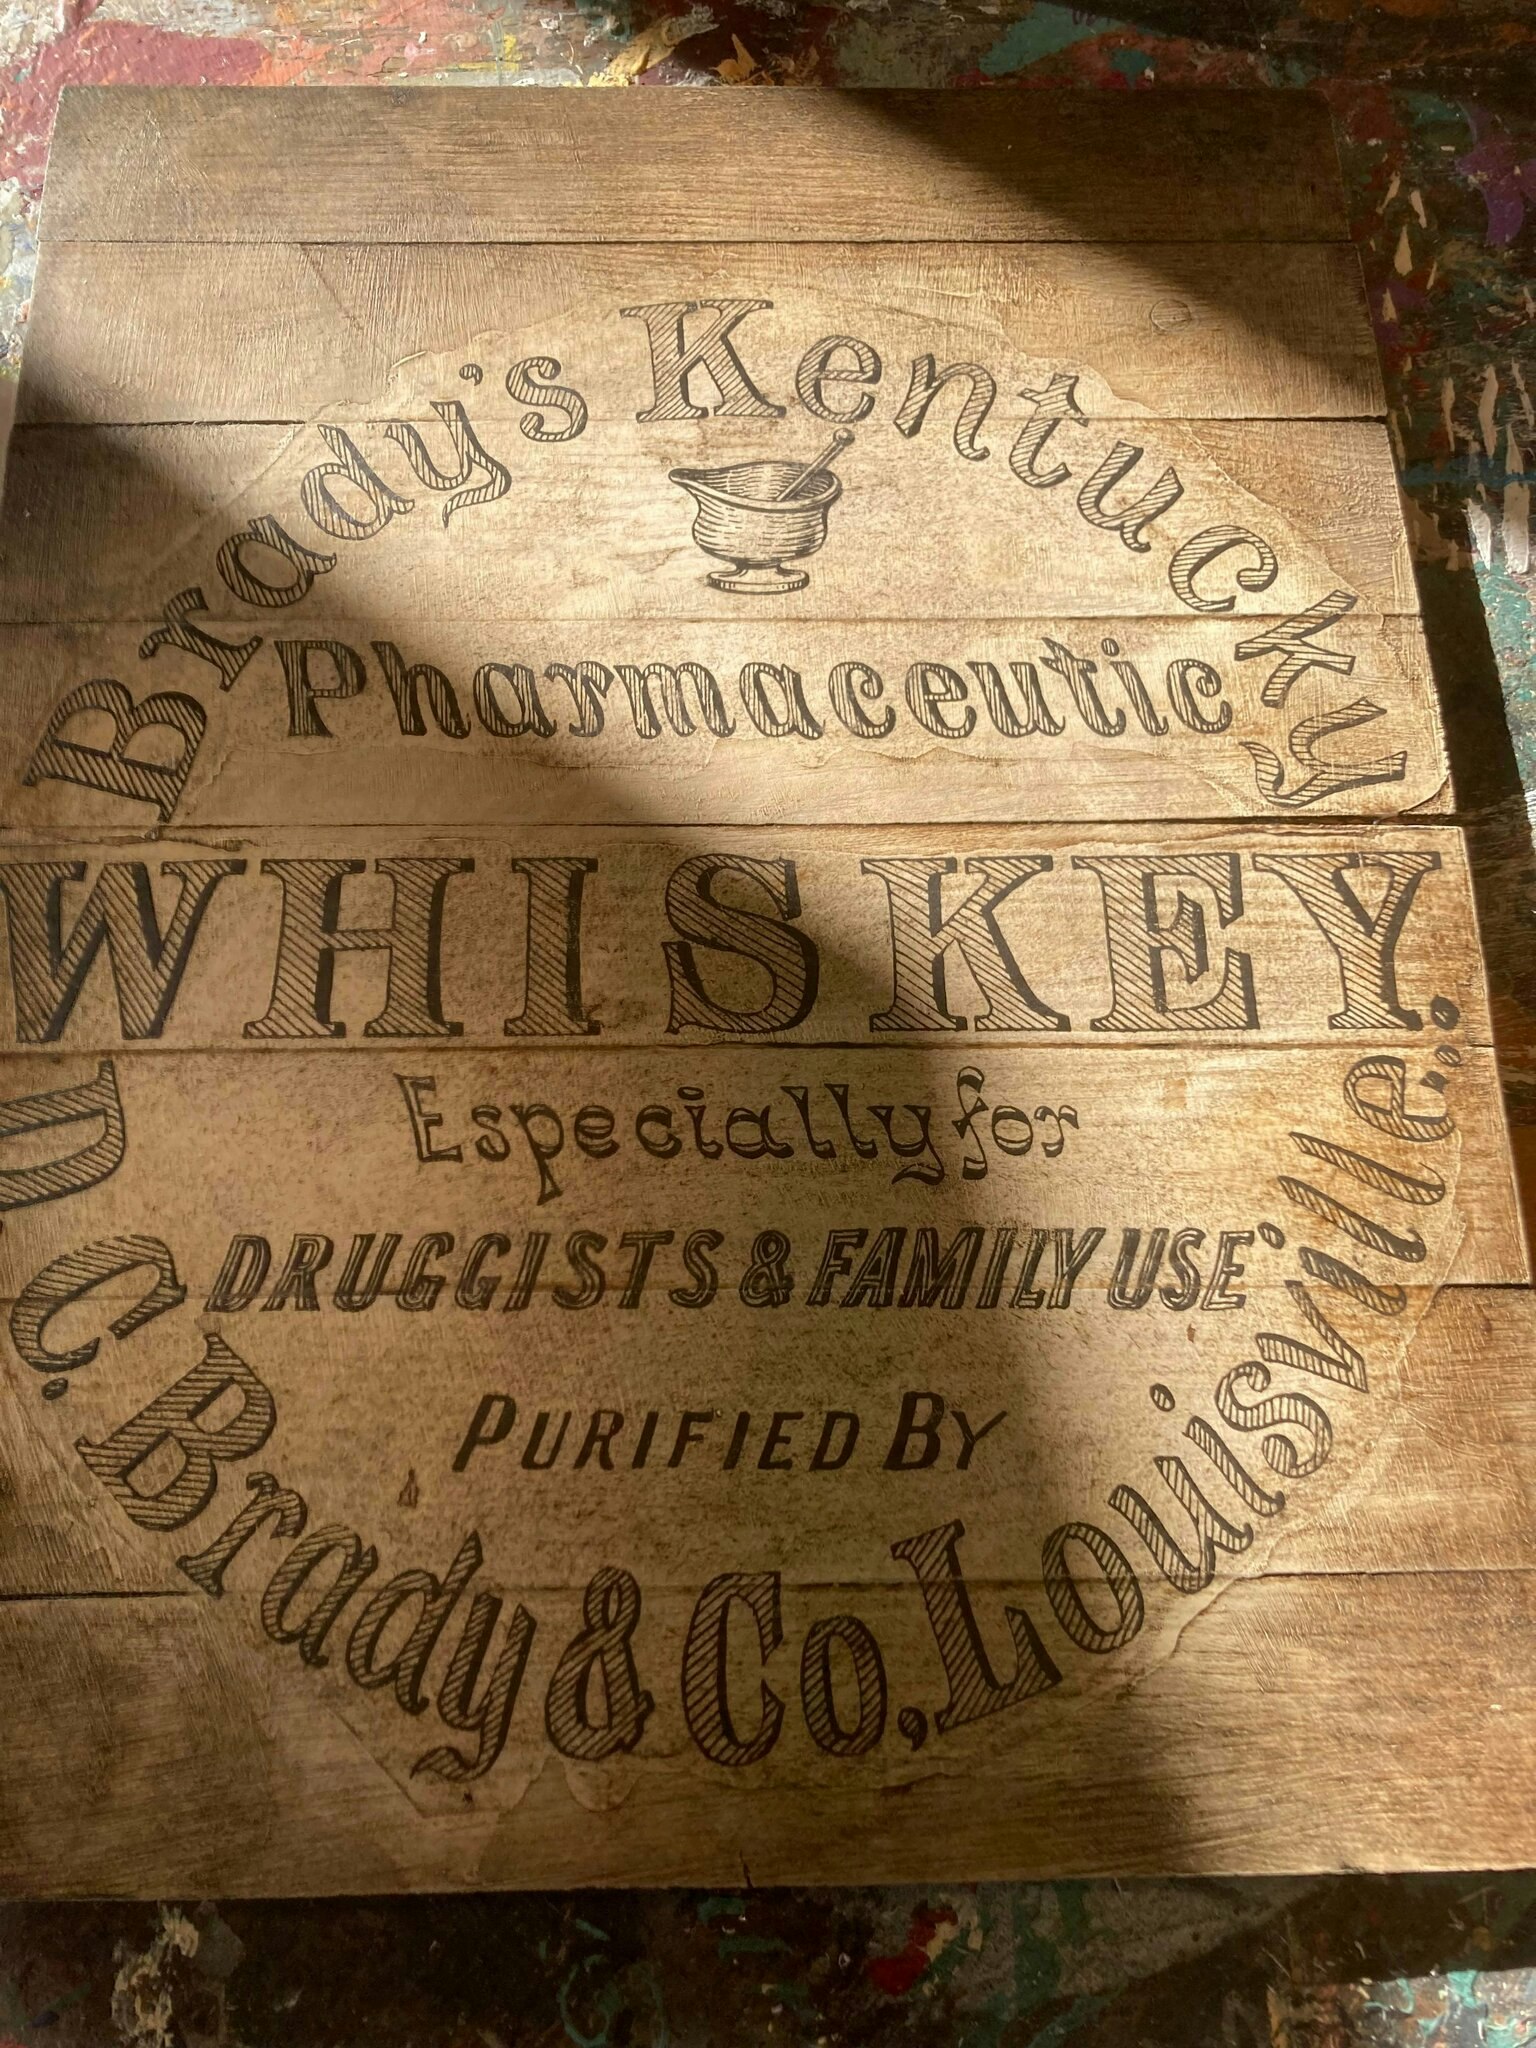 Brady's Kentucky
Pharmaceutic
WHISKEY.
Especially for
DRUGGISTS & FAMILY USE
PURIFIED BY
D.C. Brady & Co, Louisville.